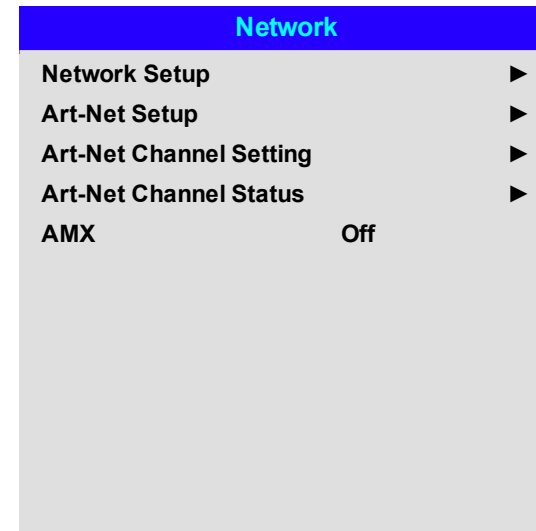 Network
Network Setup ►
Art-Net Setup ►
Art-Net Channel Setting ►
Art-Net Channel Status ►
AMX Off